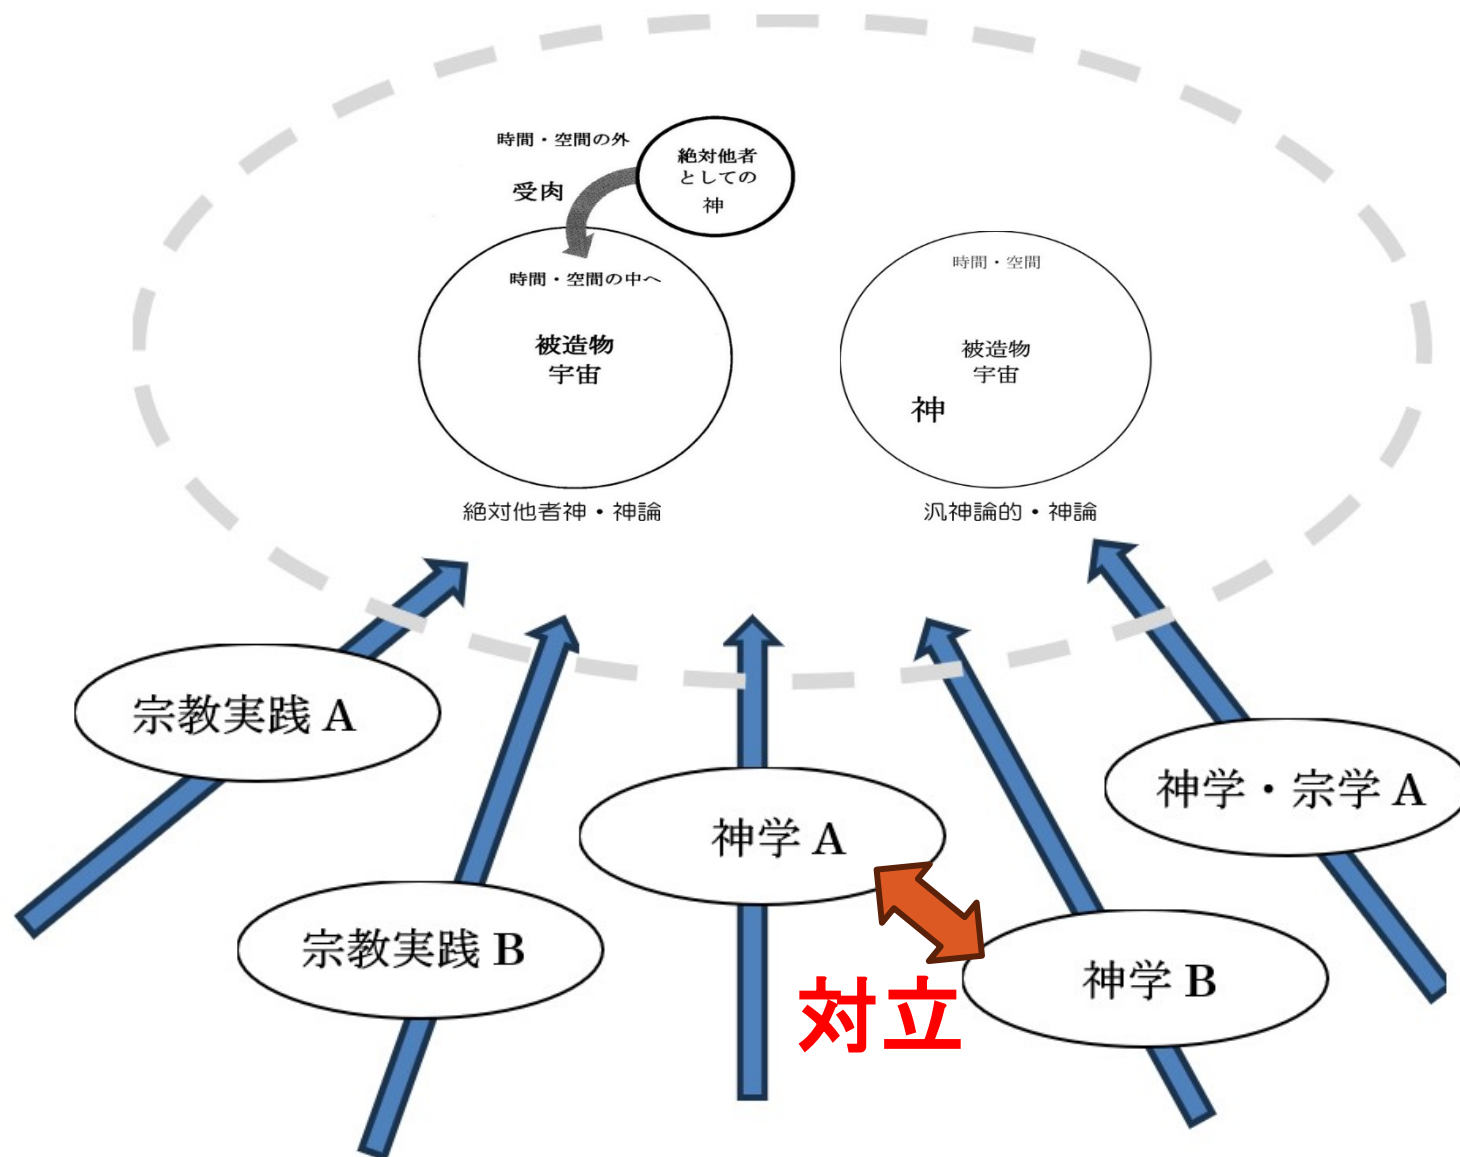 時間・空間の外
絶対他者
としての
神
受肉
時間・空間の中へ
被造物
宇宙
時間・空間
被造物
宇宙
神
絶対他者神・神論
汎神論的・神論
宗教実践 A
神学・宗学 A
神学 A
宗教実践 B
神学 B
対立